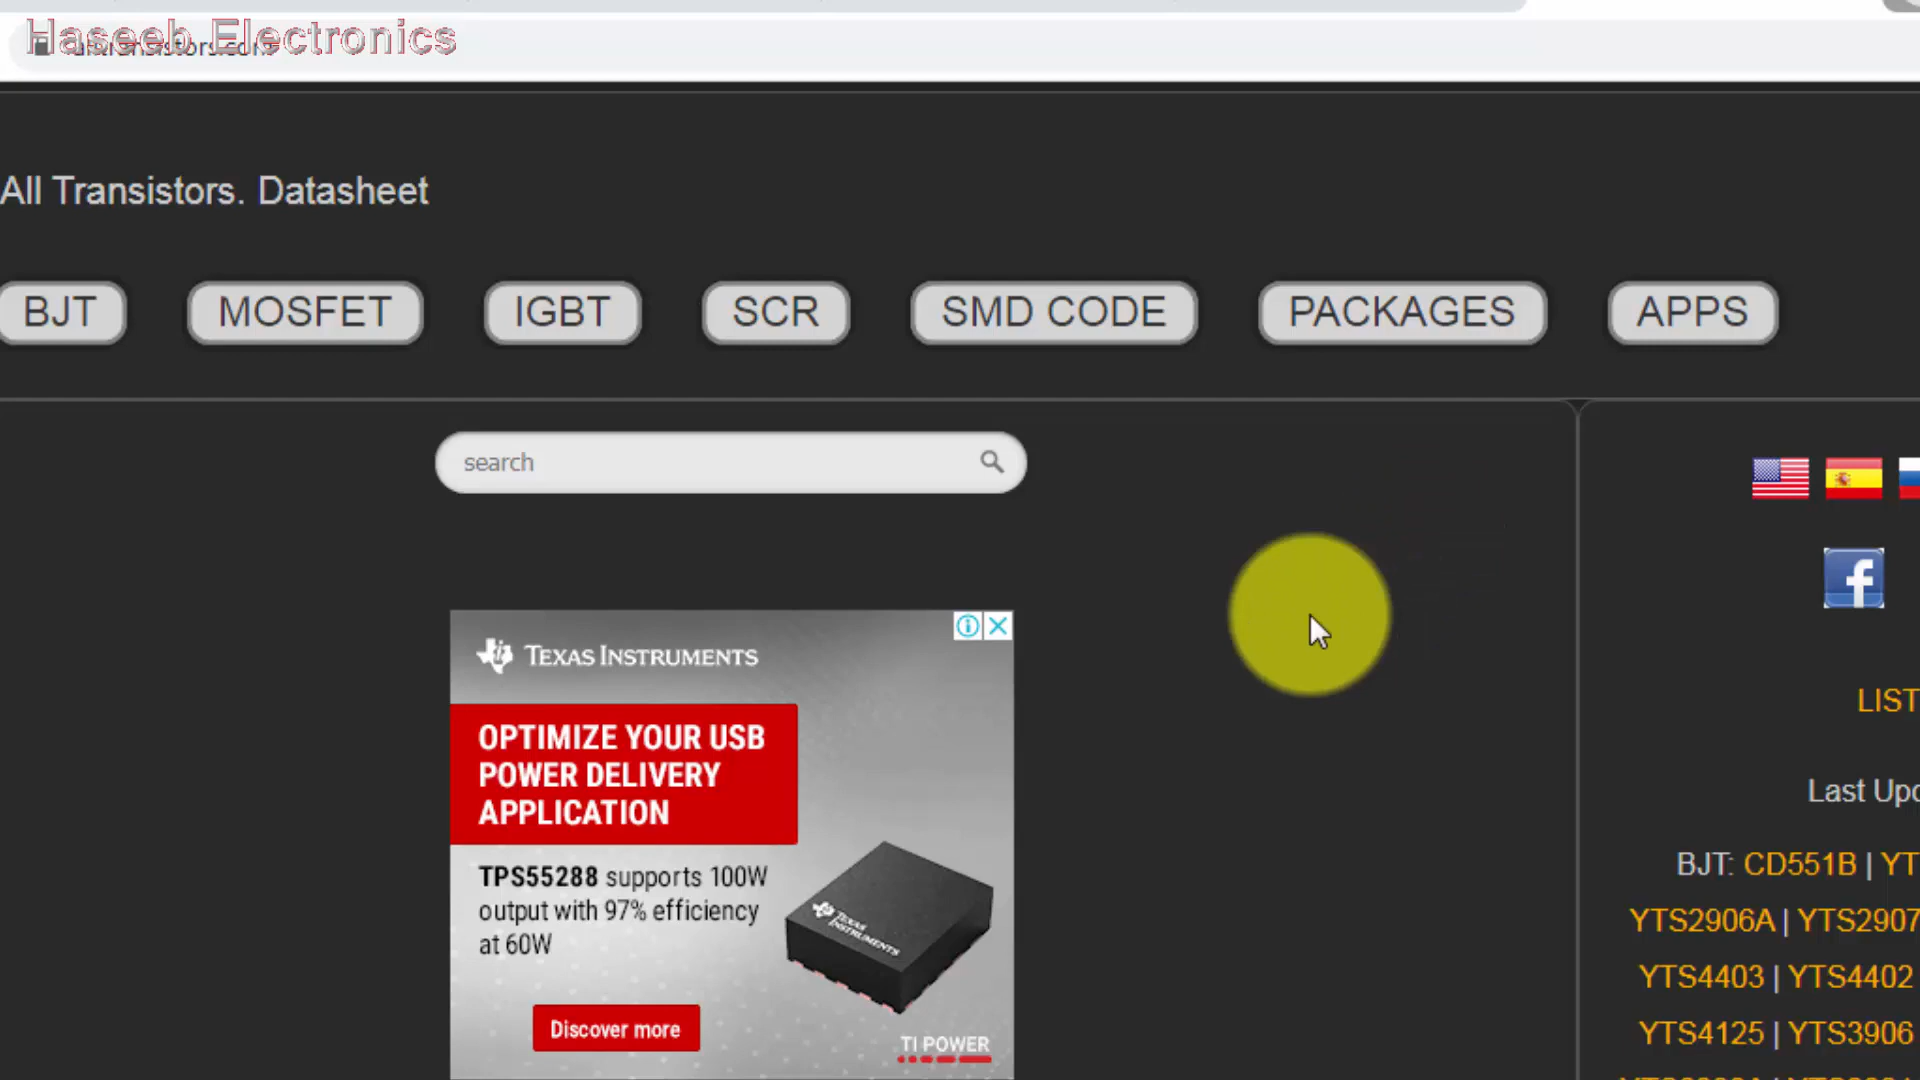 Haseeb Electronics
All Transistors. Datasheet
BJT MOSFET IGBT SCR SMD CODE PACKAGES APPS
search
TEXAS INSTRUMENTS
OPTIMIZE YOUR USB
POWER DELIVERY
APPLICATION
TPS55288 supports 100W
output with 97% efficiency
at 60W
TEXAS
INSTRUMENTS
Discover more
TI POWER
f
LIST
Last Upd
BJT: CD551B | YT
YTS2906A | YTS2907
YTS4403 | YTS4402
YTS4125 | YTS3906